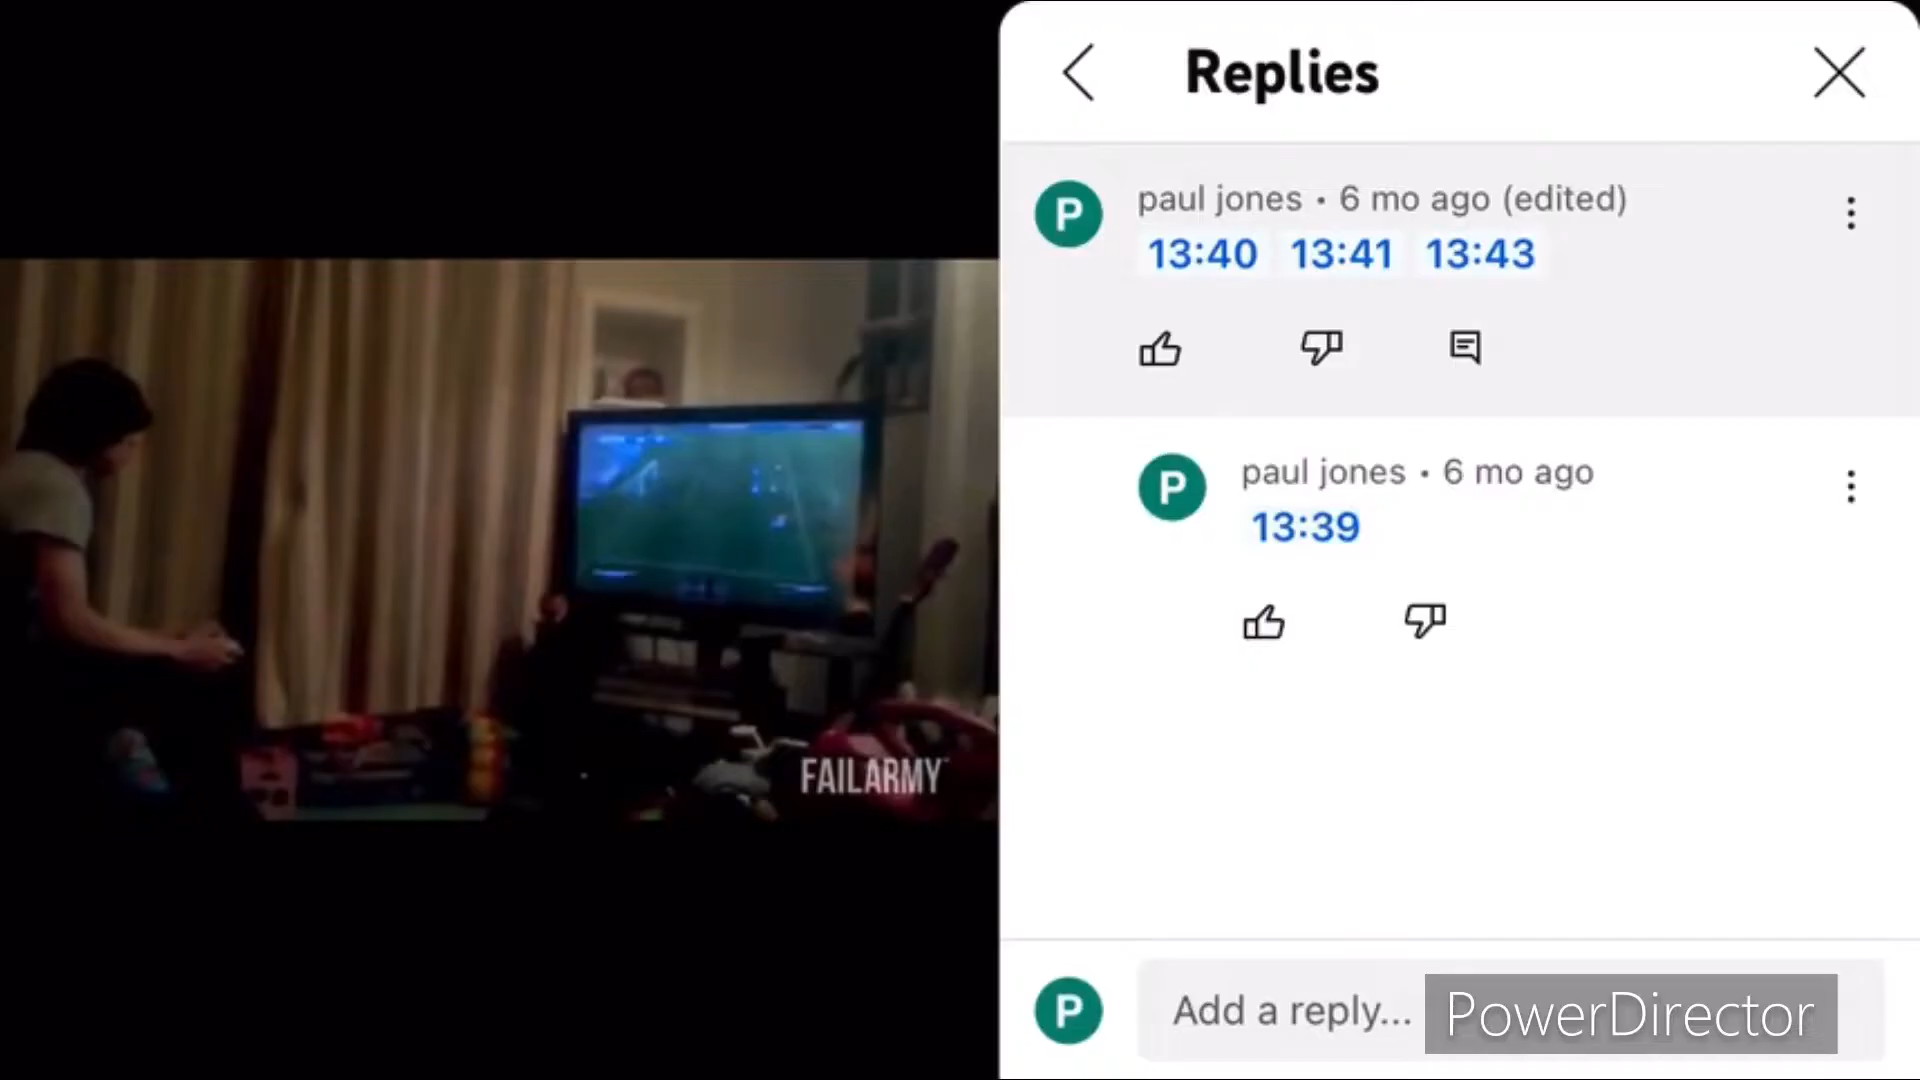 Replies
P
paul jones • 6 mo ago (edited)
13:40 13:41 13:43
P
paul jones • 6 mo ago
13:39
FAILARMY
P
Add a reply...
PowerDirector